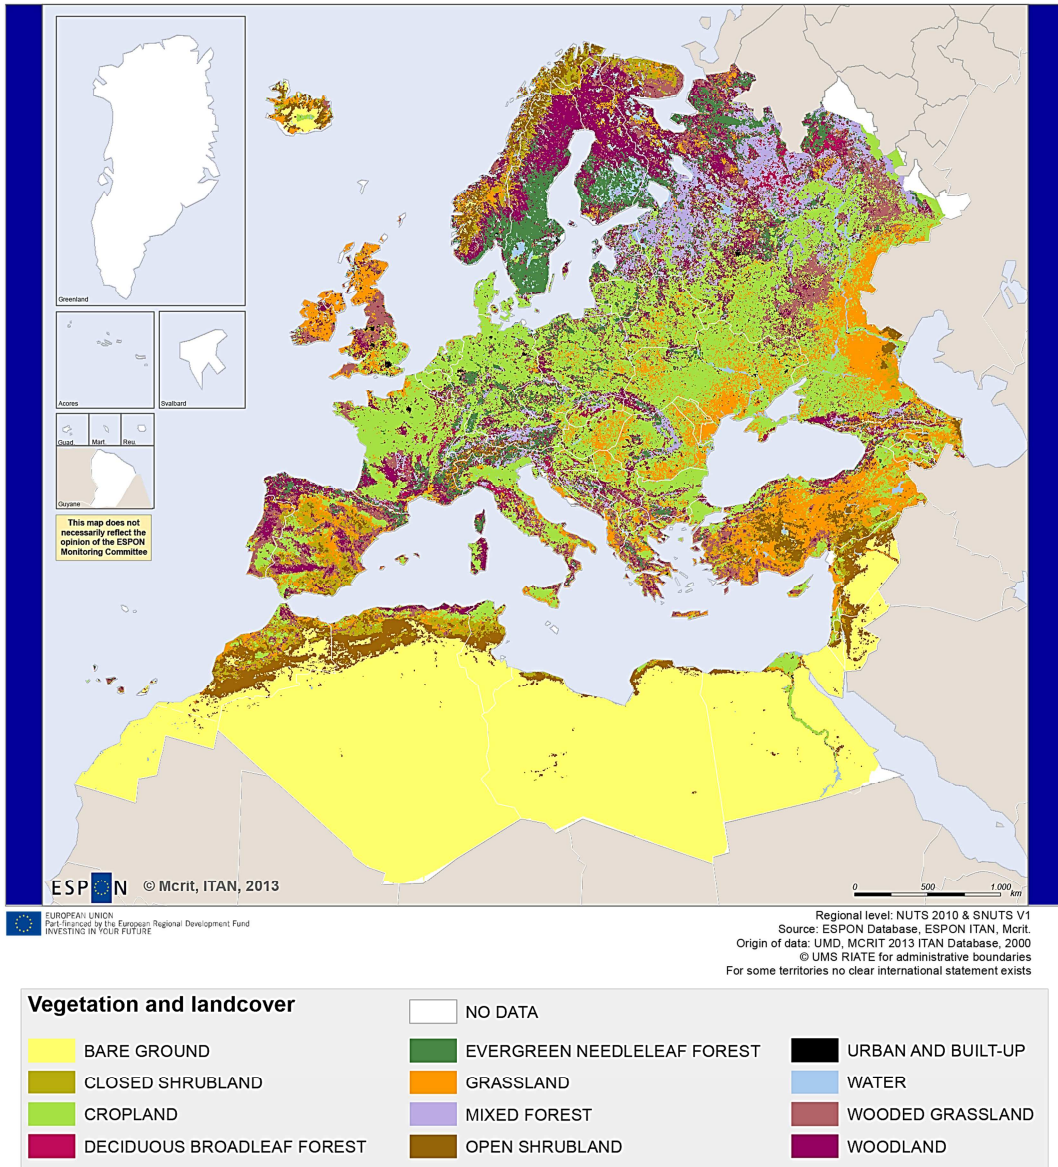 Greenland
Acores
Svalbard
Guad.
Mart.
Reu.
Guyane
This map does not
necessarily reflect the
opinion of the ESPON
Monitoring Committee
ESPON
© Mcrit, ITAN, 2013
0 500 1.000
km
EUROPEAN UNION
Part-financed by the European Regional Development Fund
INVESTING IN YOUR FUTURE
Regional level: NUTS 2010 & SNUTS V1
Source: ESPON Database, ESPON ITAN, Mcrit.
Origin of data: UMD, MCRIT 2013 ITAN Database, 2000
© UMS RIATE for administrative boundaries
For some territories no clear international statement exists
Vegetation and landcover
NO DATA
BARE GROUND
CLOSED SHRUBLAND
CROPLAND
DECIDUOUS BROADLEAF FOREST
EVERGREEN NEEDLELEAF FOREST
GRASSLAND
MIXED FOREST
OPEN SHRUBLAND
URBAN AND BUILT-UP
WATER
WOODED GRASSLAND
WOODLAND